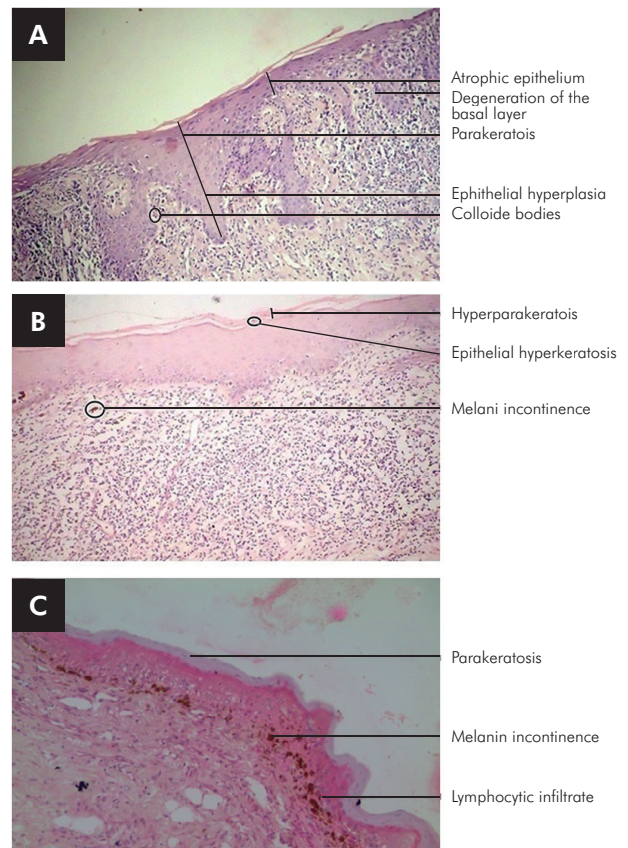 A
Atrophic epithelium
Degeneration of the
basal layer
Parakeratois
Ephithelial hyperplasia
Colloide bodies
B
Hyperparakeratois
Epithelial hyperkeratosis
Melani incontinence
C
Parakeratosis
Melanin incontinence
Lymphocytic infiltrate